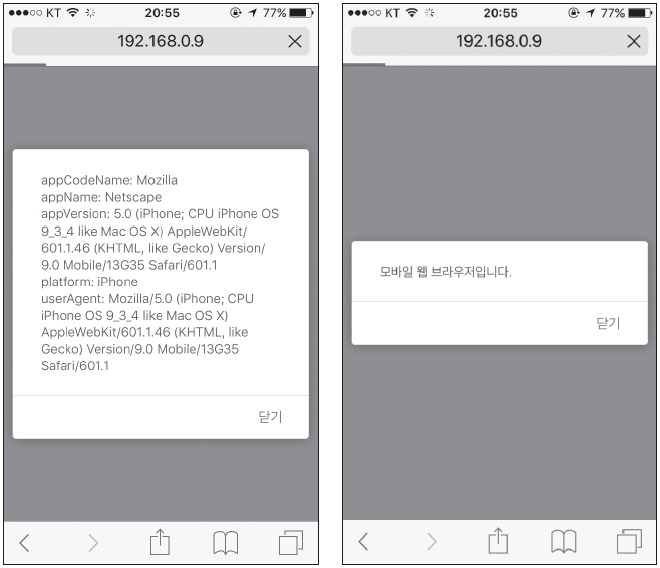 KT 20:55 77%
192.168.0.9
appCodeName: Mozilla
appName: Netscape
appVersion: 5.0 (iPhone; CPU iPhone OS
9_3_4 like Mac OS X) AppleWebKit/
601.1.46 (KHTML, like Gecko) Version/
9.0 Mobile/13G35 Safari/601.1
platform: iPhone
userAgent: Mozilla/5.0 (iPhone; CPU
iPhone OS 9_3_4 like Mac OS X)
AppleWebKit/601.1.46 (KHTML, like
Gecko) Version/9.0 Mobile/13G35
Safari/601.1
닫기
KT 20:55 77%
192.168.0.9
모바일 웹 브라우저입니다.
닫기